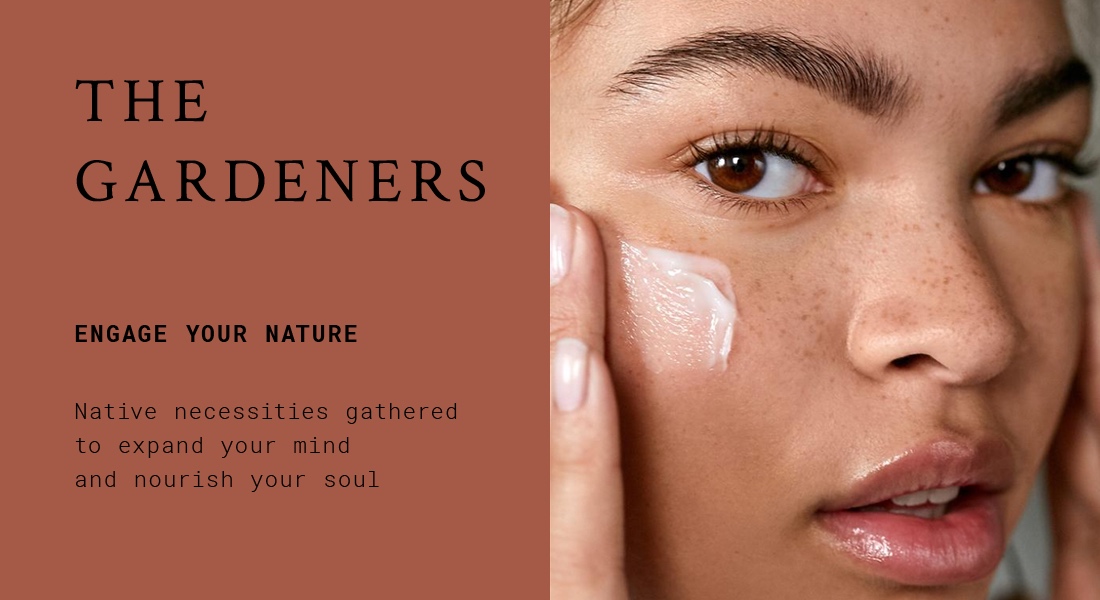 THE
GARDENERS
ENGAGE YOUR NATURE
Native necessities gathered
to expand your mind
and nourish your soul